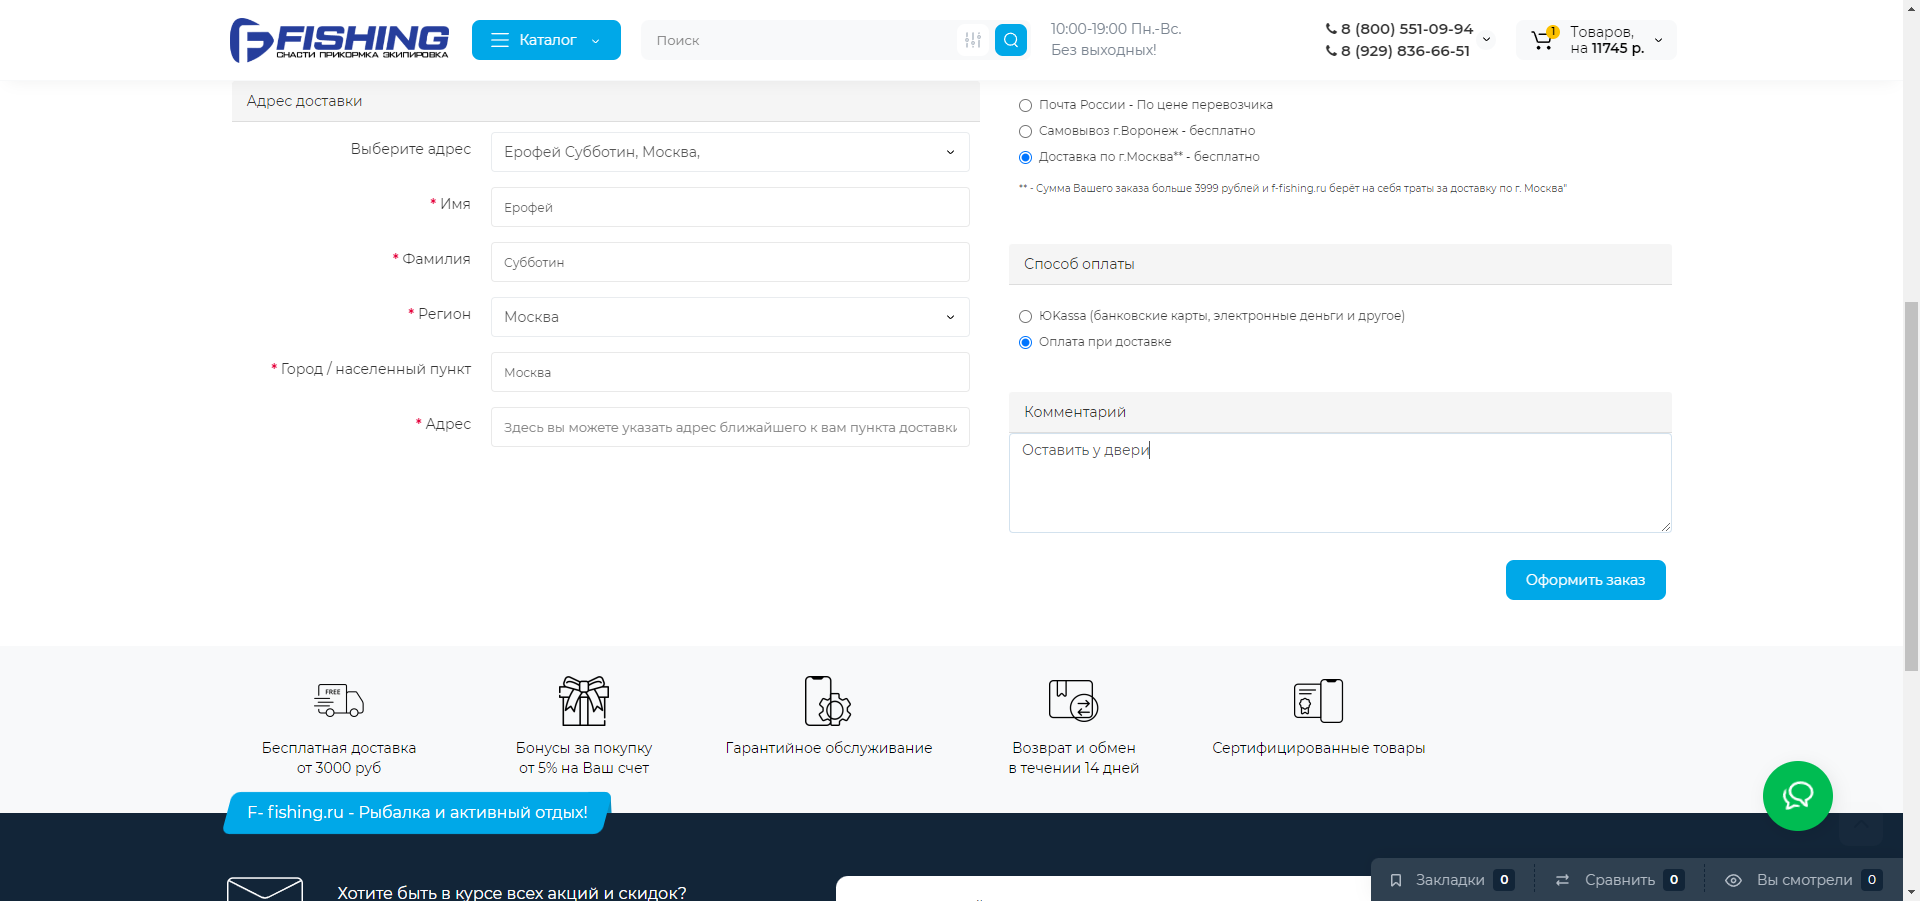 FISHING
СНАСТИ ПРИКОРМКА ЭКИПИРОВКА
Каталог
Поиск
10:00-19:00 Пн.-Вс.
Без выходных!
8 (800) 551-09-94
8 (929) 836-66-51
1
Товаров,
на 11745 р.
Адрес доставки
Выберите адрес
Ерофей Субботин, Москва,
* Имя
Ерофей
* Фамилия
Субботин
* Регион
Москва
* Город / населенный пункт
Москва
* Адрес
Здесь вы можете указать адрес ближайшего к вам пункта доставки
Почта России - По цене перевозчика
Самовывоз г.Воронеж - бесплатно
Доставка по г.Москва** - бесплатно
** - Сумма Вашего заказа больше 3999 рублей и f-fishing.ru берёт на себя траты за доставку по г. Москва"
Способ оплаты
ЮKassa (банковские карты, электронные деньги и другое)
Оплата при доставке
Комментарий
Оставить у двери
Оформить заказ
FREE
Бесплатная доставка
от 3000 руб
Бонусы за покупку
от 5% на Ваш счет
Гарантийное обслуживание
Возврат и обмен
в течении 14 дней
Сертифицированные товары
F- fishing.ru - Рыбалка и активный отдых!
Хотите быть в курсе всех акций и скидок?
Закладки 0
Сравнить 0
Вы смотрели 0